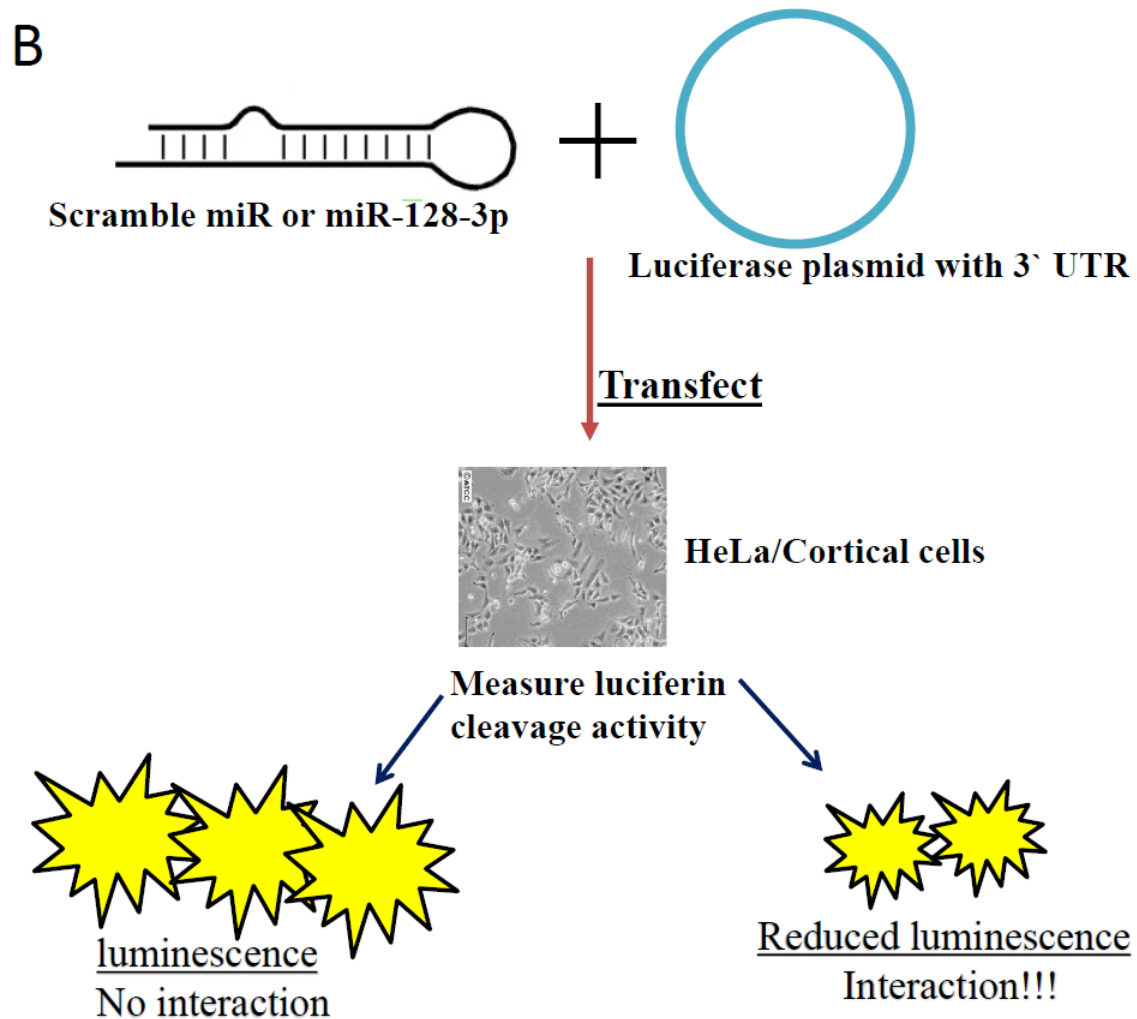 B
Scramble miR or miR-128-3p
Luciferase plasmid with 3` UTR
Transfect
©ATCC
HeLa/Cortical cells
Measure luciferin
cleavage activity
luminescence
No interaction
Reduced luminescence
Interaction!!!